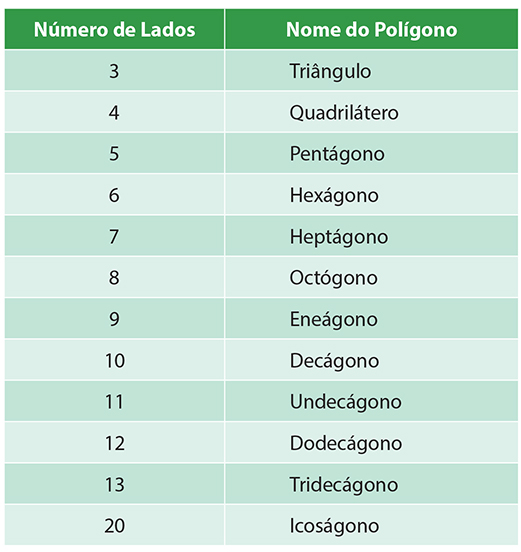 Número de Lados Nome do Polígono
3 Triângulo
4 Quadrilátero
5 Pentágono
6 Hexágono
7 Heptágono
8 Octógono
9 Eneágono
10 Decágono
11 Undecágono
12 Dodecágono
13 Tridecágono
20 Icoságono